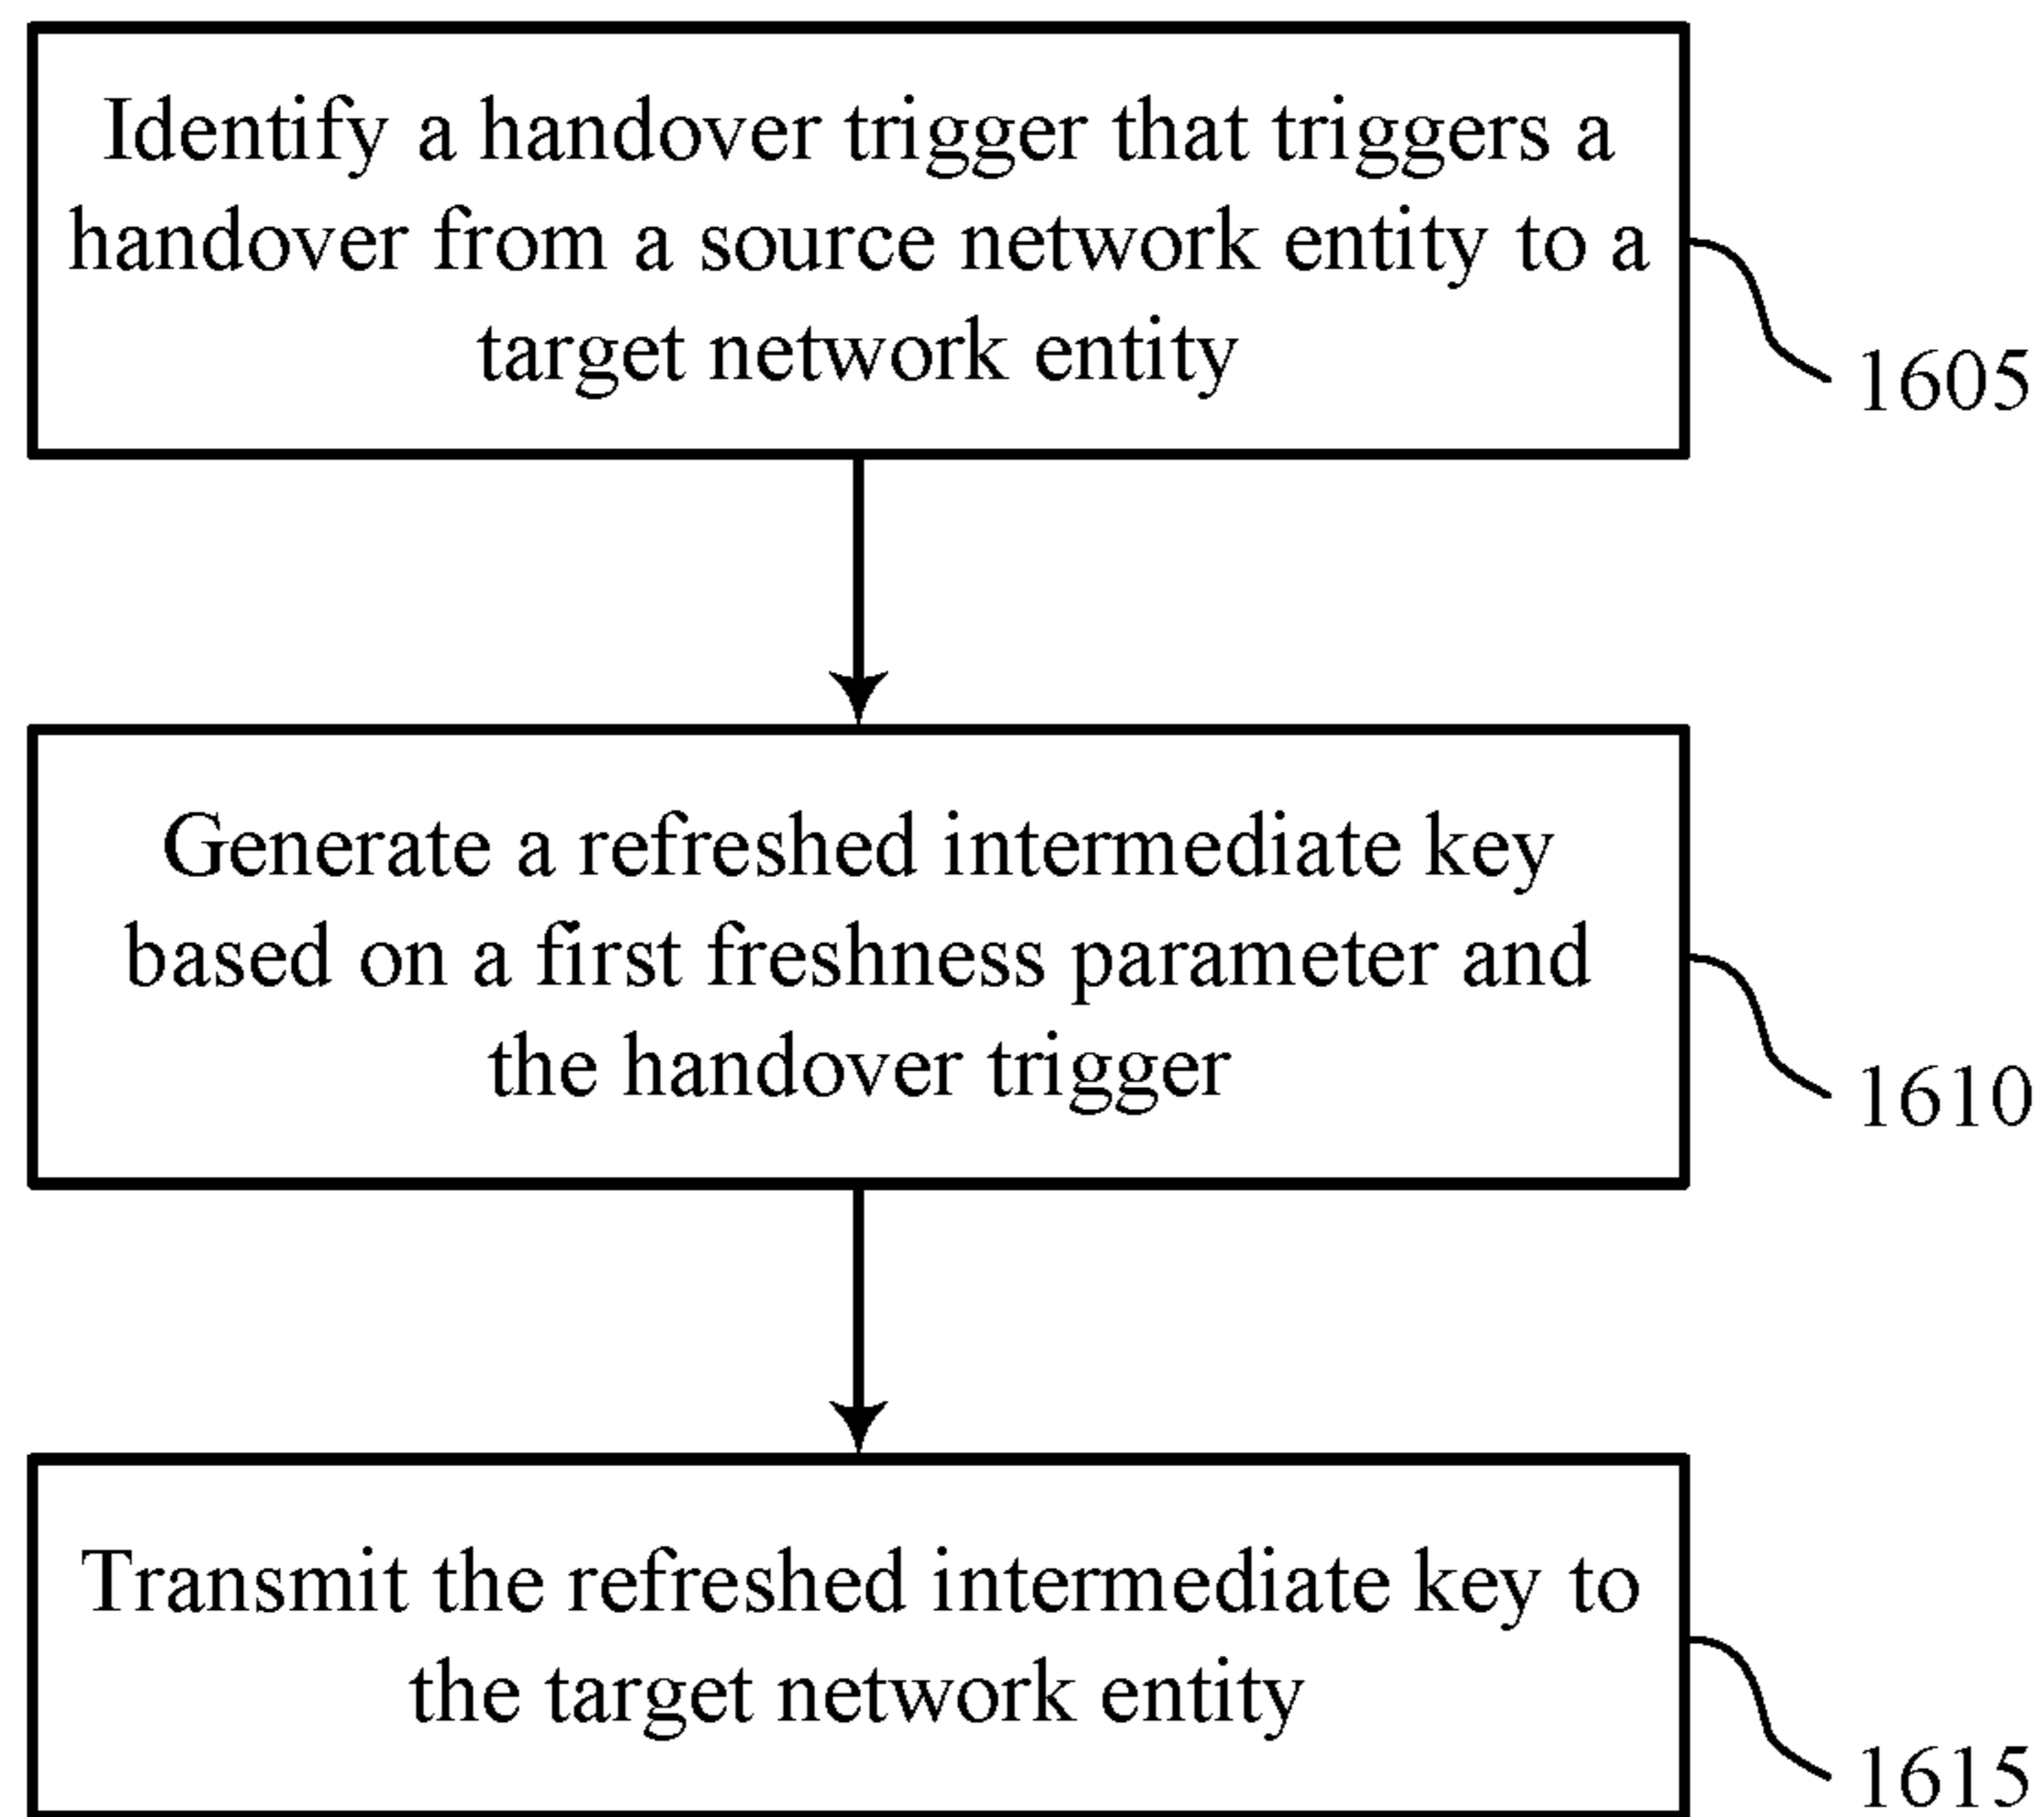 Identify a handover trigger that triggers a
handover from a source network entity to a
target network entity
1605
Generate a refreshed intermediate key
based on a first freshness parameter and
the handover trigger
1610
Transmit the refreshed intermediate key to
the target network entity
1615